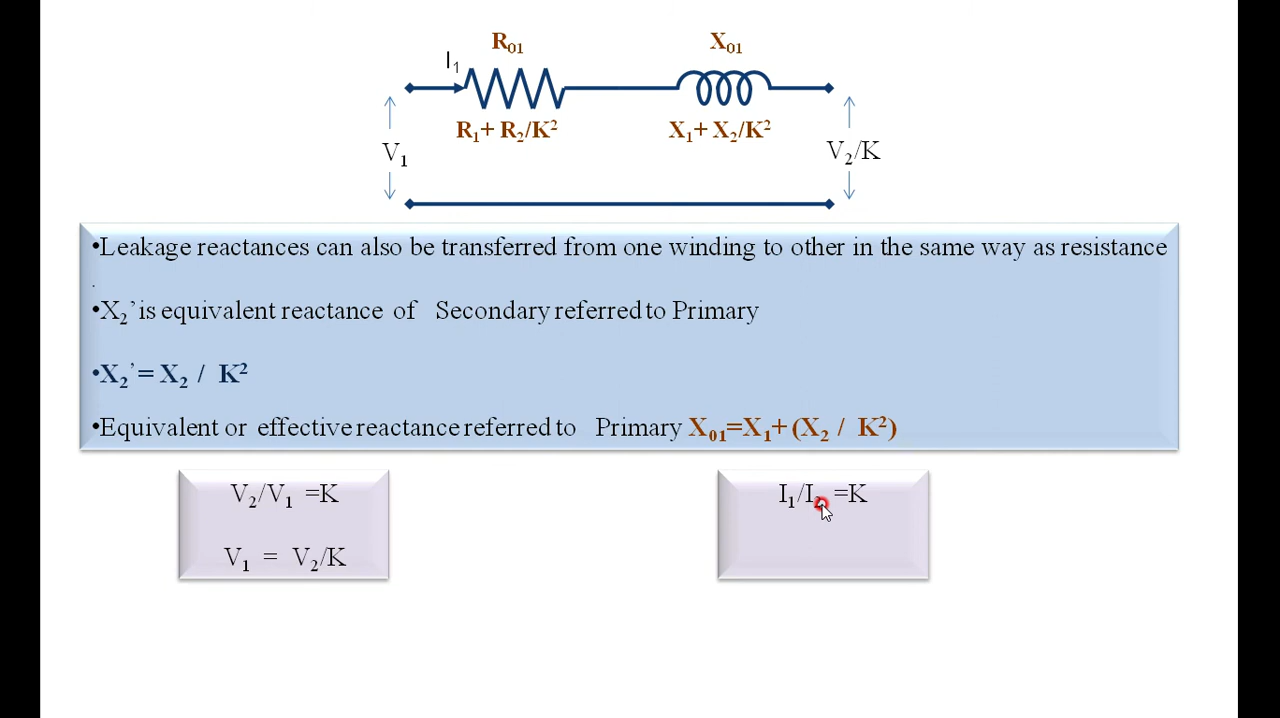 R₀₁ X₀₁
I₁
R₁+ R₂/K² X₁+ X₂/K²
V₁ V₂/K
•Leakage reactances can also be transferred from one winding to other in the same way as resistance
.
•X₂’ is equivalent reactance of Secondary referred to Primary
•X₂’= X₂ / K²
•Equivalent or effective reactance referred to Primary X₀₁=X₁+ (X₂ / K²)
V₂/V₁ =K
V₁ = V₂/K
I₁/I₂ =K